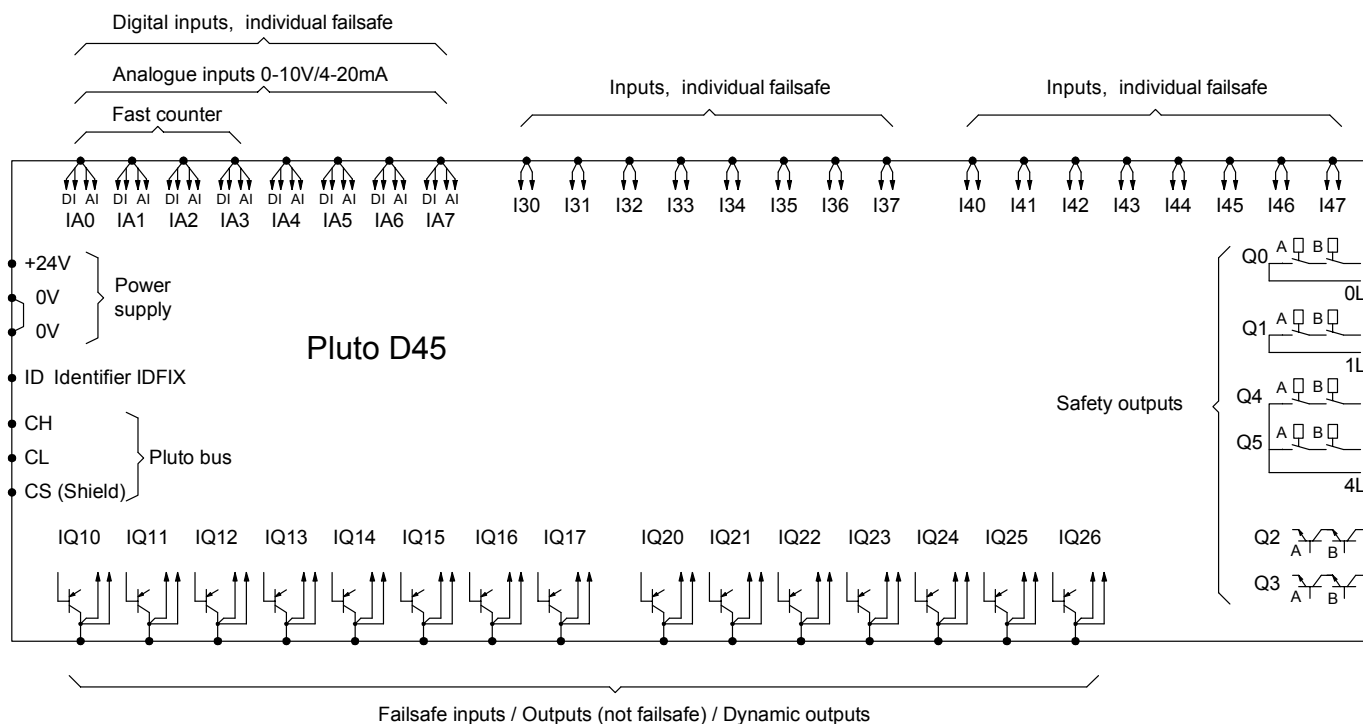 Digital inputs, individual failsafe
Analogue inputs 0-10V/4-20mA
Fast counter
Inputs, individual failsafe
Inputs, individual failsafe
DI AI DI AI DI AI DI AI DI AI DI AI DI AI DI AI
IA0 IA1 IA2 IA3 IA4 IA5 IA6 IA7
I30 I31 I32 I33 I34 I35 I36 I37
I40 I41 I42 I43 I44 I45 I46 I47
+24V
0V
0V
Power
supply
ID Identifier IDFIX
CH
CL
CS (Shield)
Pluto bus
Pluto D45
Safety outputs
Q0 A B
0L
Q1 A B
1L
Q4 A B
Q5 A B
4L
Q2 A B
Q3 A B
IQ10 IQ11 IQ12 IQ13 IQ14 IQ15 IQ16 IQ17 IQ20 IQ21 IQ22 IQ23 IQ24 IQ25 IQ26
Failsafe inputs / Outputs (not failsafe) / Dynamic outputs